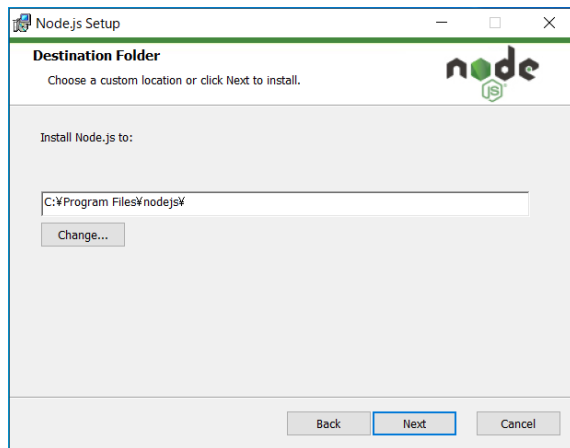 Node.js Setup
Destination Folder
Choose a custom location or click Next to install.
node
JS
Install Node.js to:
C:¥Program Files¥nodejs¥
Change...
Back Next Cancel